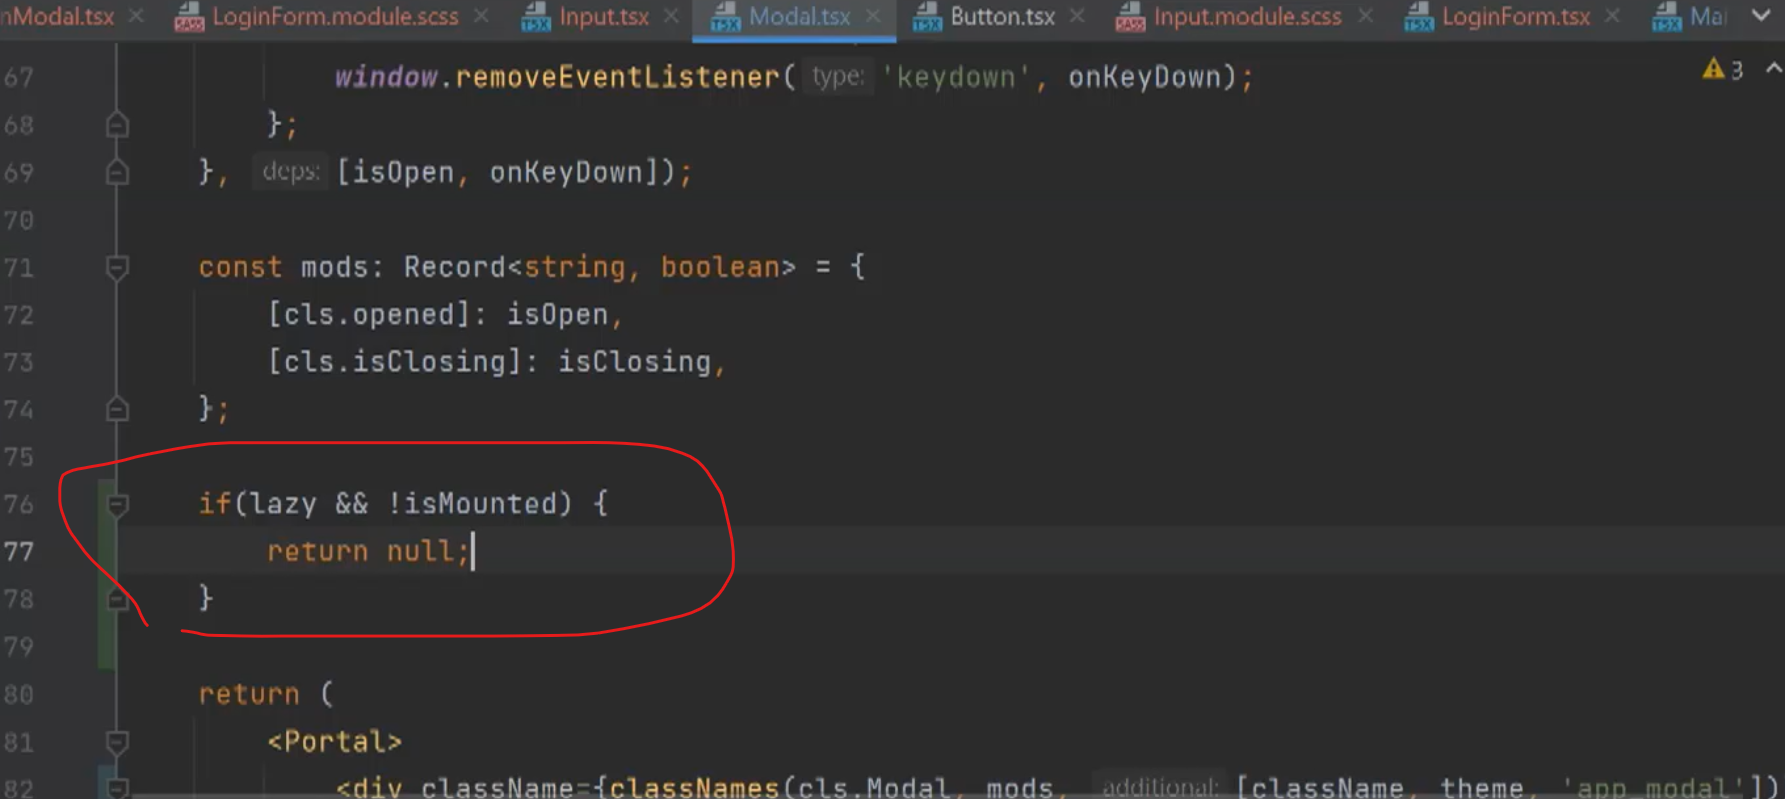 nModal.tsx LoginForm.module.scss Input.tsx Modal.tsx Button.tsx Input.module.scss LoginForm.tsx Mai
67 window.removeEventListener( type: 'keydown', onKeyDown); 3
68 };
69 }, deps: [isOpen, onKeyDown]);
70
71 const mods: Record<string, boolean> = {
72 [cls.opened]: isOpen,
73 [cls.isClosing]: isClosing,
74 };
75
76 if(lazy && !isMounted) {
77 return null;
78 }
79
80 return (
81 <Portal>
82 <div className={classNames(cls.Modal, mods, additional: [className, theme, 'app_modal'])